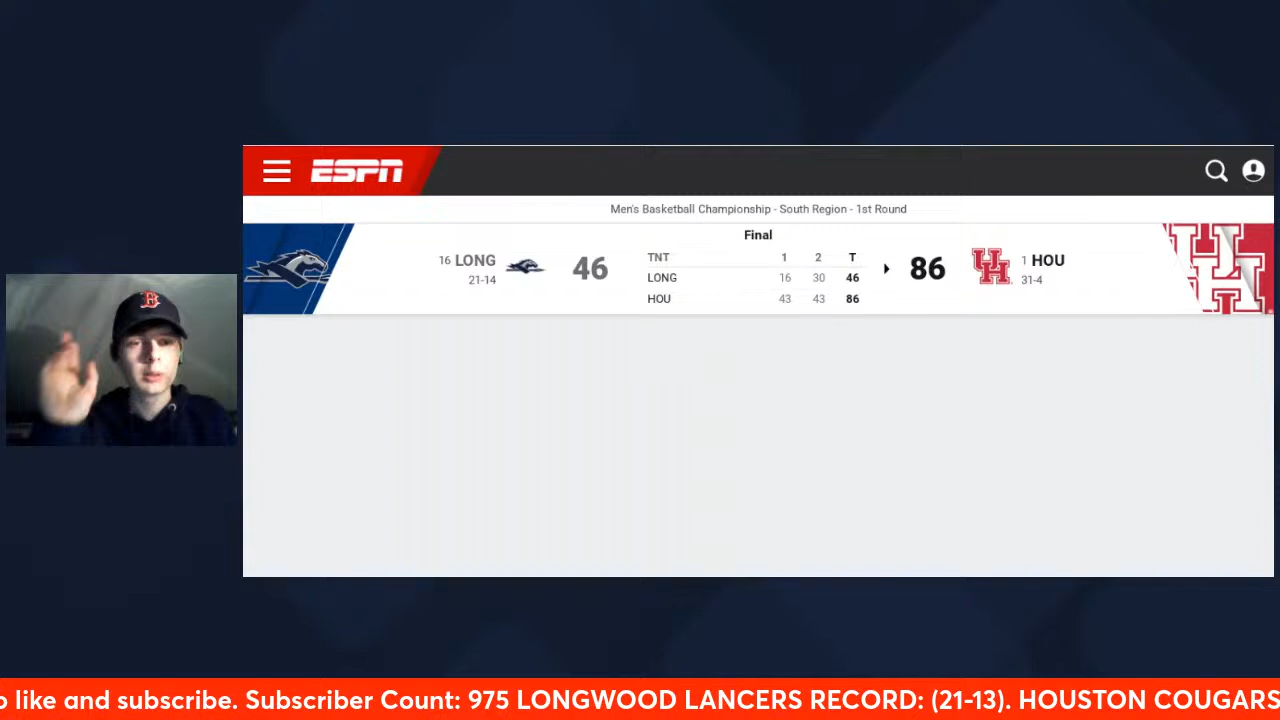 ESPN
Men's Basketball Championship - South Region - 1st Round
Final
16 LONG
21-14
46
TNT 1 2 T
LONG 16 30 46
HOU 43 43 86
86
1 HOU
31-4
B
o like and subscribe. Subscriber Count: 975 LONGWOOD LANCERS RECORD: (21-13). HOUSTON COUGARS